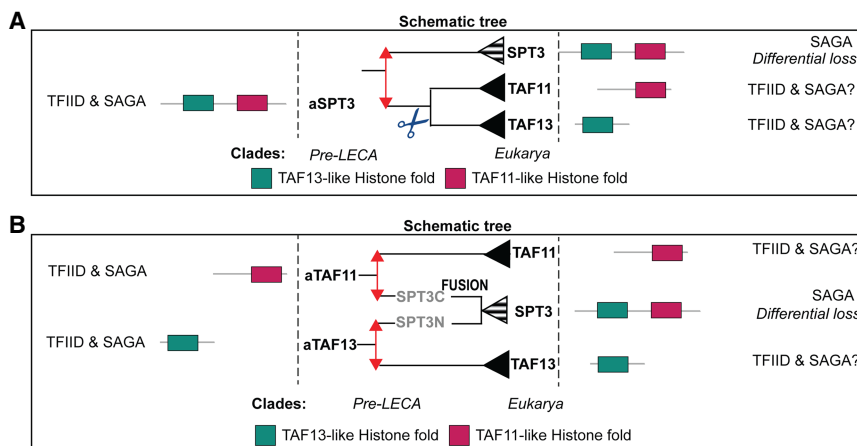 A
Schematic tree
SAGA
Differential loss
SPT3
TFIID & SAGA
aSPT3
TAF11
TFIID & SAGA?
TAF13
TFIID & SAGA?
Clades: Pre-LECA Eukarya
TAF13-like Histone fold TAF11-like Histone fold
B
Schematic tree
TAF11
TFIID & SAGA?
TFIID & SAGA
aTAF11
FUSION
SPT3C
SPT3
SAGA
Differential loss
SPT3N
TFIID & SAGA
aTAF13
TAF13
TFIID & SAGA?
Clades: Pre-LECA Eukarya
TAF13-like Histone fold TAF11-like Histone fold